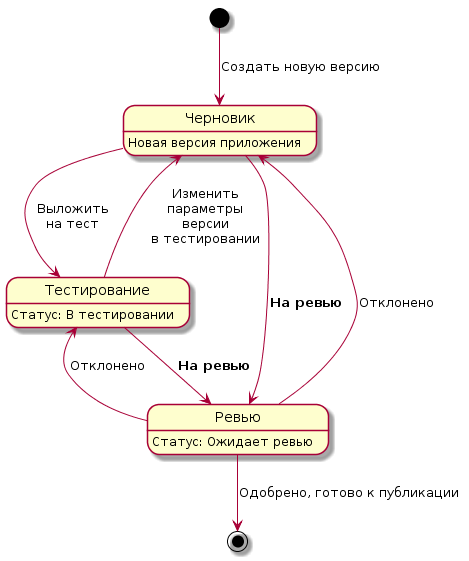 Создать новую версию
Черновик
Новая версия приложения
Выложить
на тест
Изменить
параметры
версии
в тестировании
Тестирование
Статус: В тестировании
На ревью
Отклонено
Отклонено
На ревью
Ревью
Статус: Ожидает ревью
Одобрено, готово к публикации